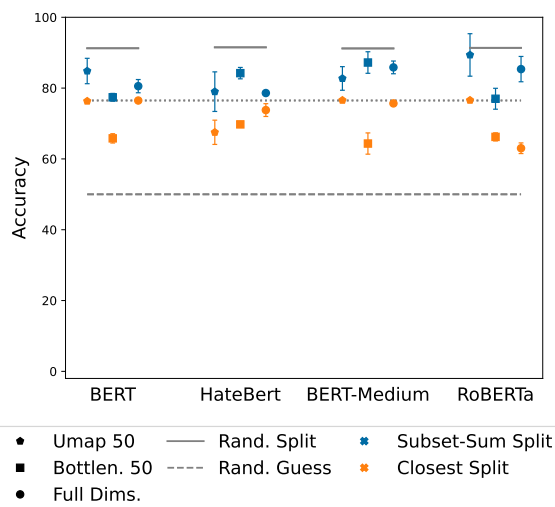 100
80
60
40
20
0
Accuracy
BERT HateBert BERT-Medium RoBERTa
Umap 50 Rand. Split Subset-Sum Split
Bottlen. 50 Rand. Guess Closest Split
Full Dims.